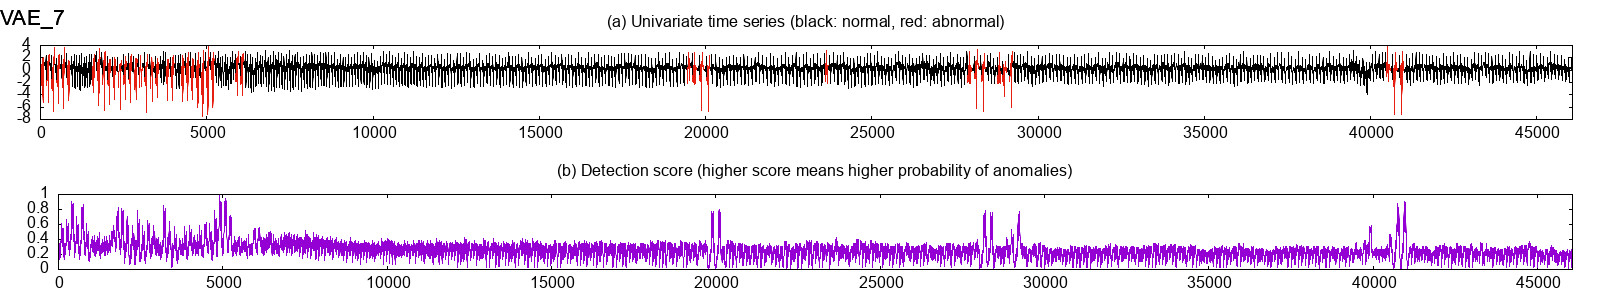 VAE_7
(a) Univariate time series (black: normal, red: abnormal)
4
2
0
-2
-4
-6
-8
0 5000 10000 15000 20000 25000 30000 35000 40000 45000
(b) Detection score (higher score means higher probability of anomalies)
1
0.8
0.6
0.4
0.2
0
0 5000 10000 15000 20000 25000 30000 35000 40000 45000